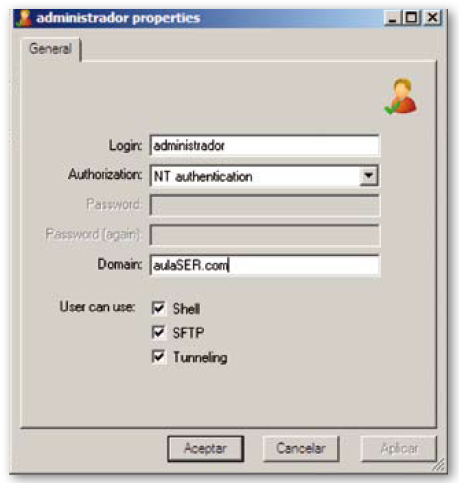 administrador properties
General
Login: administrador
Authorization: NT authentication
Password:
Password (again):
Domain: aulaSER.com
User can use: Shell
SFTP
Tunneling
Aceptar Cancelar Aplicar